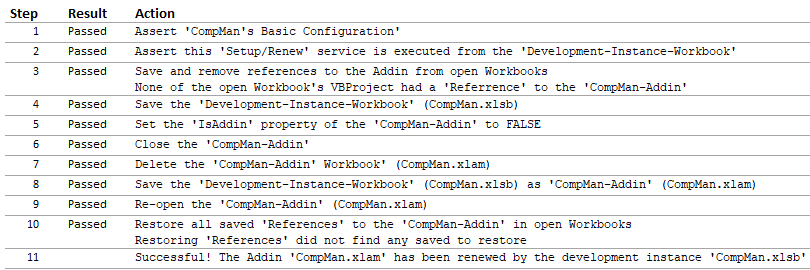 Step Result Action
1 Passed Assert 'CompMan's Basic Configuration'
2 Passed Assert this 'Setup/Renew' service is executed from the 'Development-Instance-Workbook'
3 Passed Save and remove references to the Addin from open Workbooks
None of the open Workbook's VBProject had a 'Referrence' to the 'CompMan-Addin'
4 Passed Save the 'Development-Instance-Workbook' (CompMan.xlsb)
5 Passed Set the 'IsAddin' property of the 'CompMan-Addin' to FALSE
6 Passed Close the 'CompMan-Addin'
7 Passed Delete the 'CompMan-Addin' Workbook' (CompMan.xlam)
8 Passed Save the 'Development-Instance-Workbook' (CompMan.xlsb) as 'CompMan-Addin' (CompMan.xlam)
9 Passed Re-open the 'CompMan-Addin' (CompMan.xlam)
10 Passed Restore all saved 'References' to the 'CompMan-Addin' in open Workbooks
Restoring 'References' did not find any saved to restore
11 Successful! The Addin 'CompMan.xlam' has been renewed by the development instance 'CompMan.xlsb'